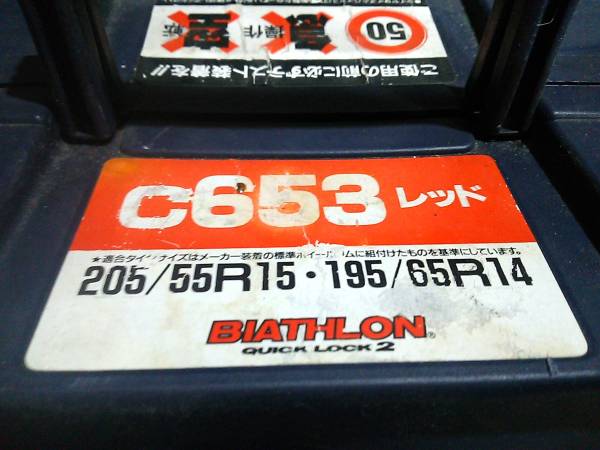 50
操作
ご使用の前に必ずテスト装着を!!
C653 レッド
★適合タイヤサイズはメーカー装着の標準ホイールリムに組付けたものを基準にしています。
205/55R15・195/65R14
BIATHLON®
QUICK LOCK 2